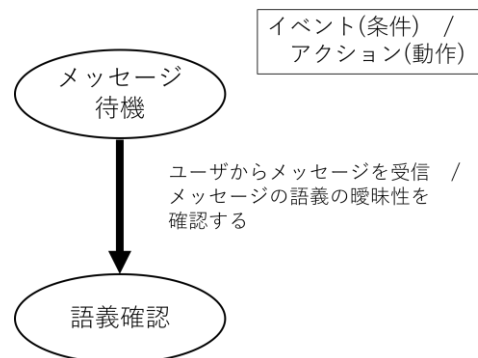 イベント(条件) /
アクション(動作)
メッセージ
待機
ユーザからメッセージを受信 /
メッセージの語義の曖昧性を
確認する
語義確認